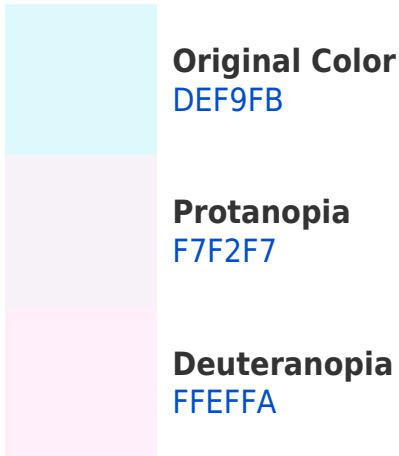 Original Color
DEF9FB
Protanopia
F7F2F7
Deuteranopia
FFEFFA